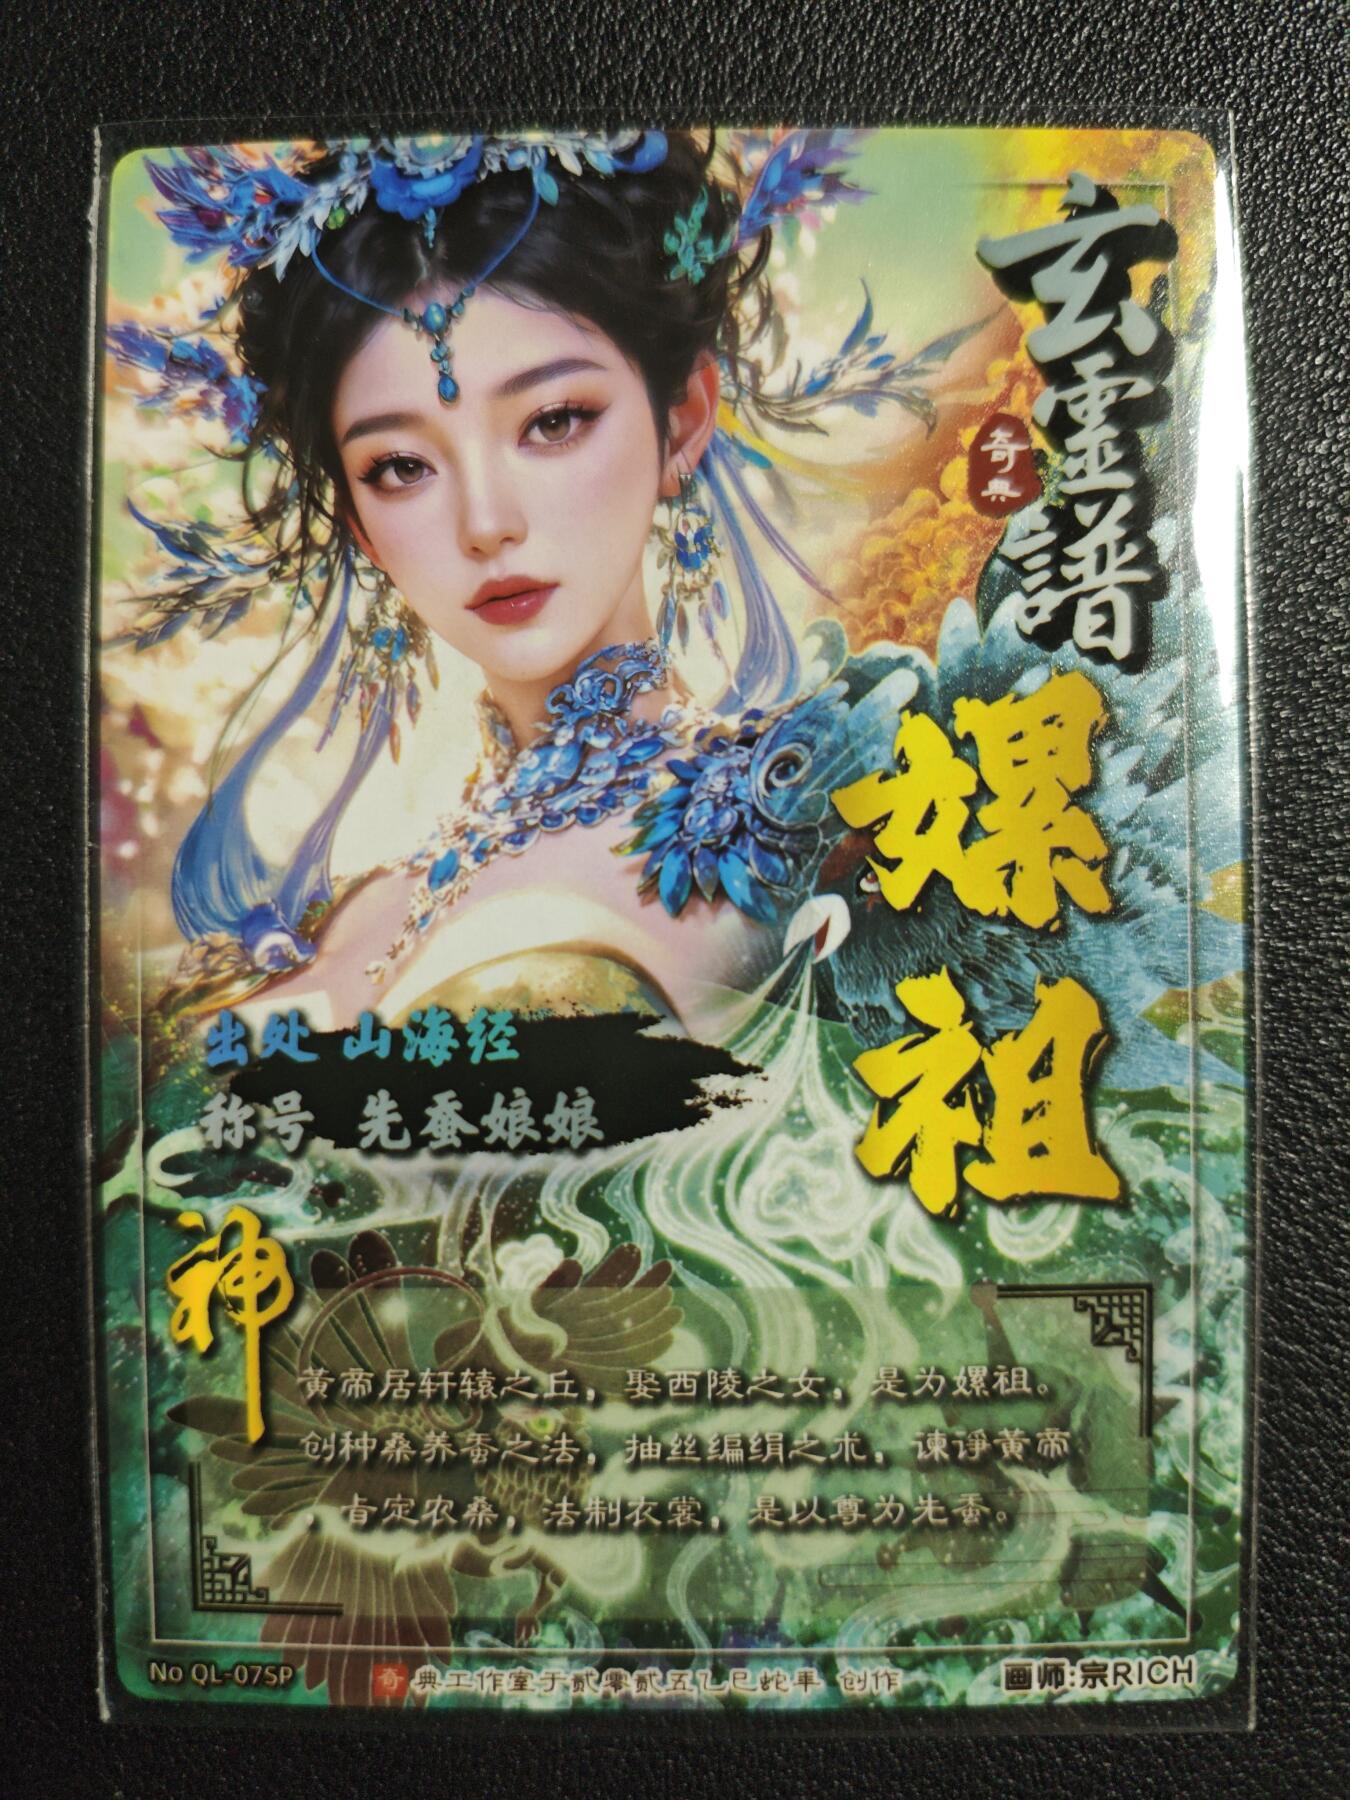 玄靈譜
奇典
嫘祖
出处 山海经
称号 先蚕娘娘
神
黄帝居轩辕之丘，娶西陵之女，是为嫘祖。
创种桑养蚕之法，抽丝编绢之术，谏诤黄帝
，旨定农桑，法制衣裳，是以尊为先蚕。
No QL-07SP
奇典工作室于贰零贰五乙巳蛇年 创作
画师:宗RICH